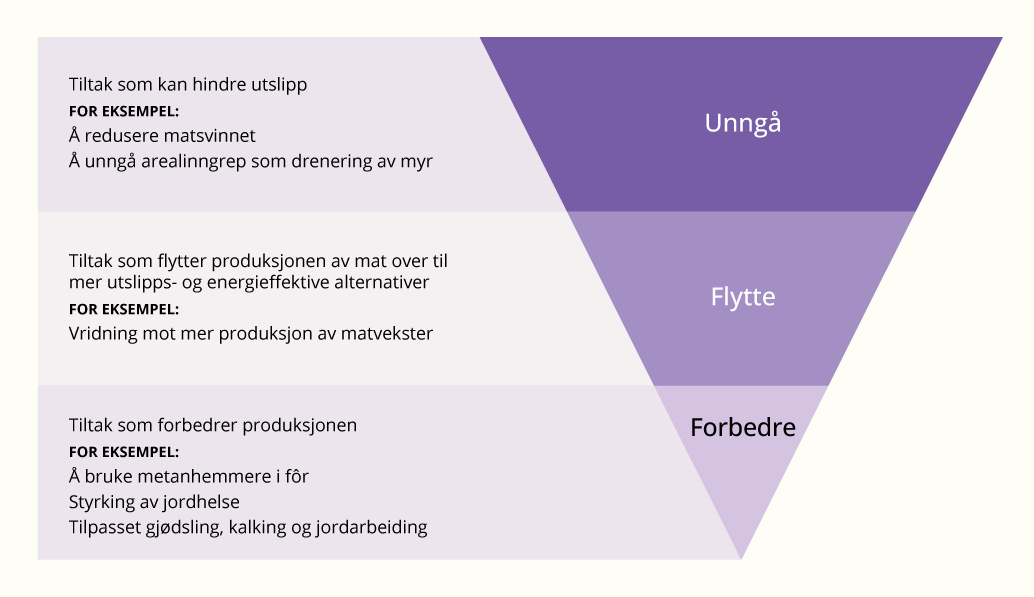 Tiltak som kan hindre utslipp
FOR EKSEMPEL:
Å redusere matsvinnet
Å unngå arealinngrep som drenering av myr
Unngå
Tiltak som flytter produksjonen av mat over til
mer utslipps- og energieffektive alternativer
FOR EKSEMPEL:
Vridning mot mer produksjon av matvekster
Flytte
Tiltak som forbedrer produksjonen
FOR EKSEMPEL:
Å bruke metanhemmere i fôr
Styrking av jordhelse
Tilpasset gjødsling, kalking og jordarbeiding
Forbedre